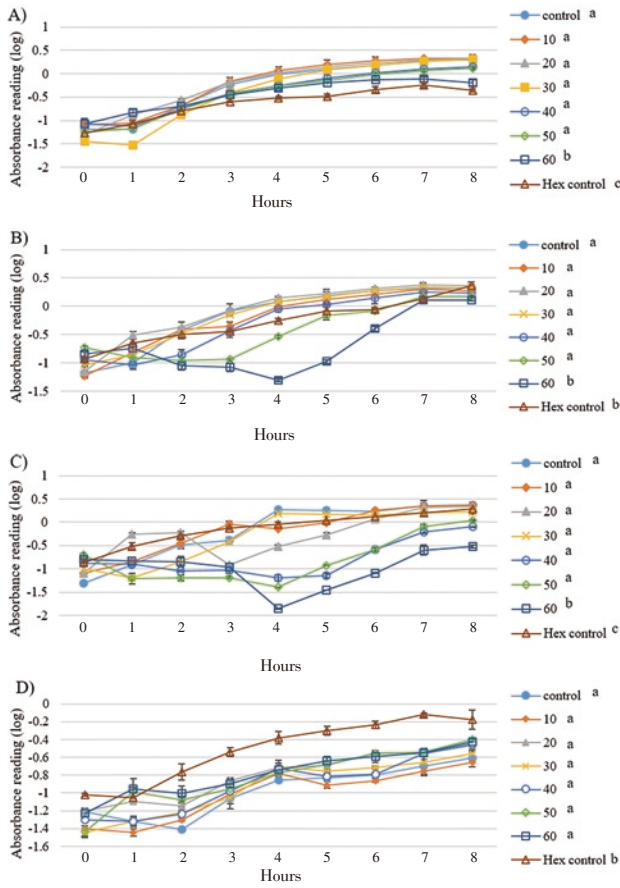 A)
Absorbance reading (log)
1
0.5
0
-0.5
-1
-1.5
-2
0 1 2 3 4 5 6 7 8
Hours
control a
10 a
20 a
30 a
40 a
50 a
60 b
Hex control c
B)
Absorbance reading (log)
1
0.5
0
-0.5
-1
-1.5
0 1 2 3 4 5 6 7 8
Hours
control a
10 a
20 a
30 a
40 a
50 a
60 b
Hex control b
C)
Absorbance reading (log)
1
0.5
0
-0.5
-1
-1.5
-2
0 1 2 3 4 5 6 7 8
Hours
control a
10 a
20 a
30 a
40 a
50 a
60 b
Hex control c
D)
Absorbance reading (log)
0
-0.2
-0.4
-0.6
-0.8
-1
-1.2
-1.4
-1.6
0 1 2 3 4 5 6 7 8
Hours
control a
10 a
20 a
30 a
40 a
50 a
60 a
Hex control b